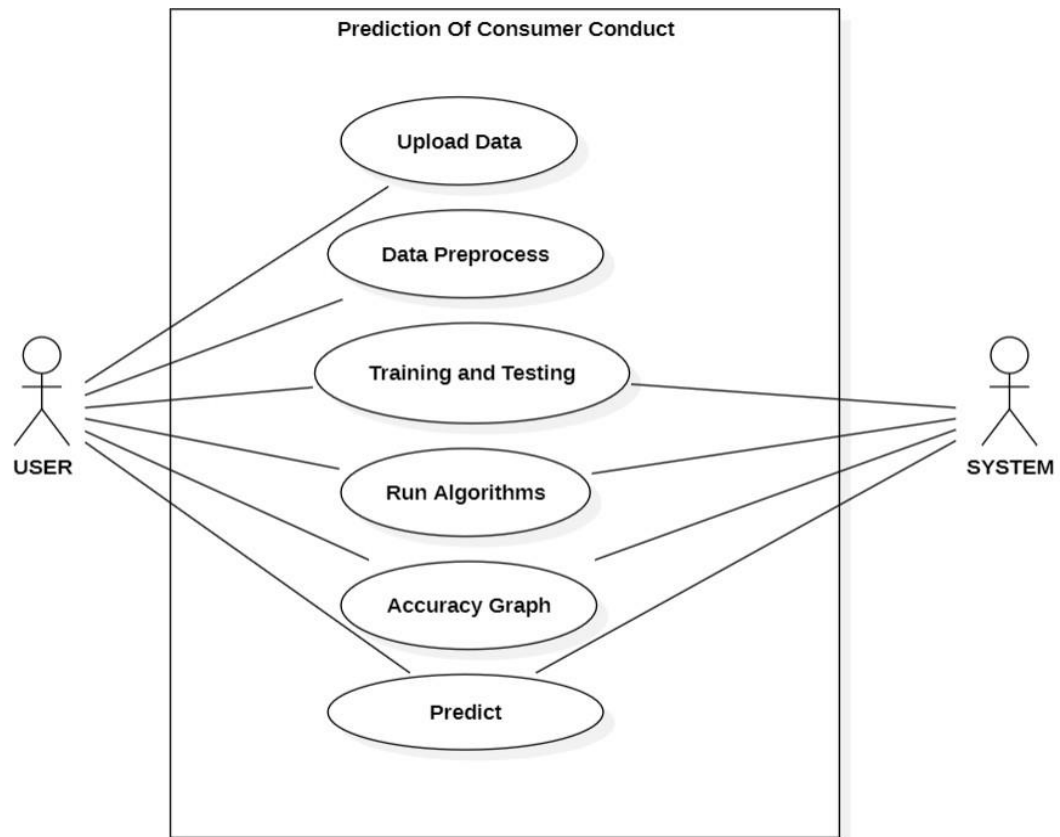 Prediction Of Consumer Conduct
Upload Data
Data Preprocess
Training and Testing
Run Algorithms
Accuracy Graph
Predict
USER
SYSTEM